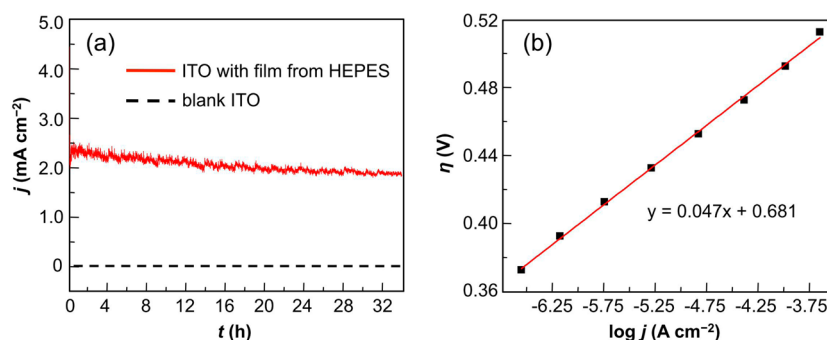 (a)
5.0
4.0
3.0
2.0
1.0
0
j (mA cm⁻²)
ITO with film from HEPES
blank ITO
0 4 8 12 16 20 24 28 32
t (h)
(b)
0.52
0.48
0.44
0.40
0.36
η (V)
y = 0.047x + 0.681
-6.25 -5.75 -5.25 -4.75 -4.25 -3.75
log j (A cm⁻²)